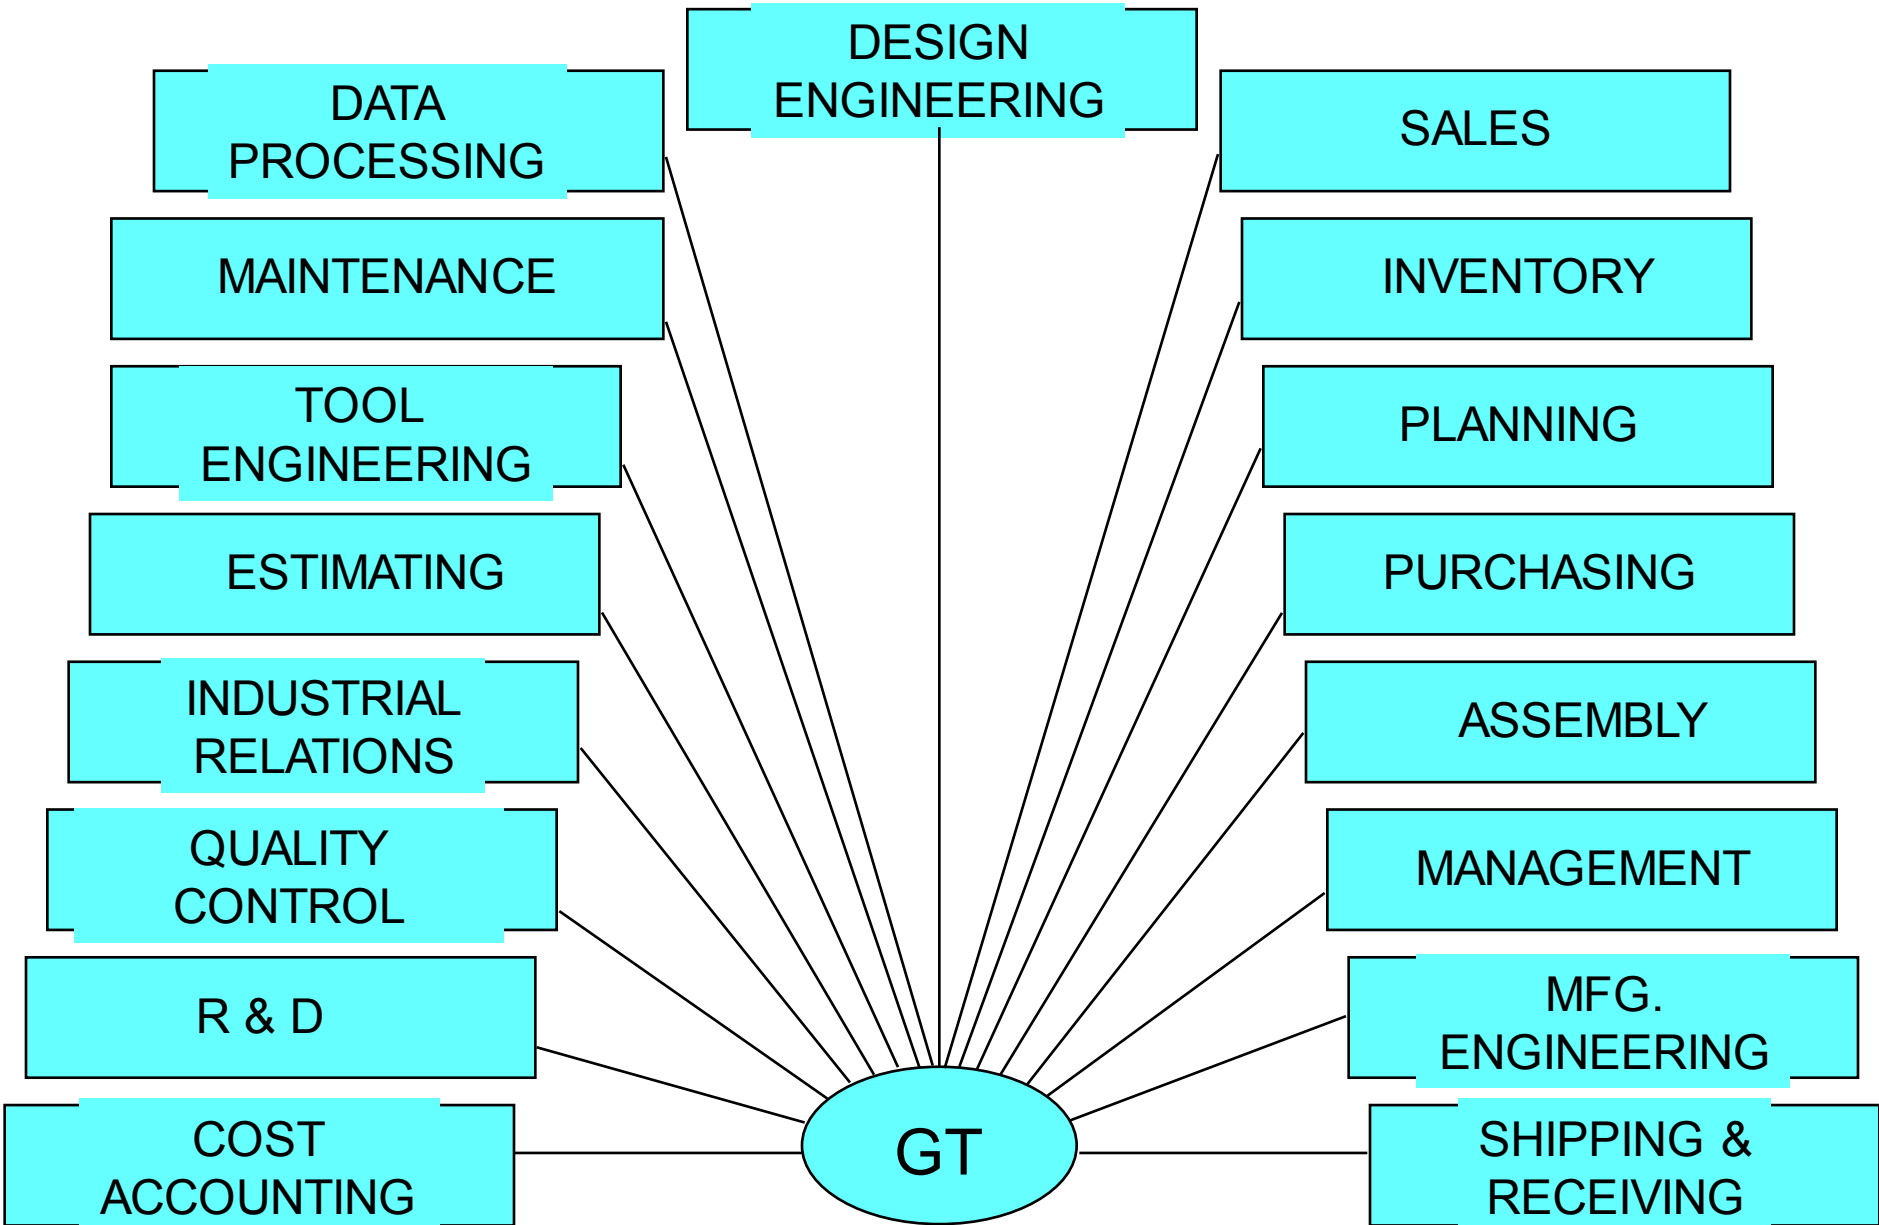 DESIGN
ENGINEERING
DATA
PROCESSING
SALES
MAINTENANCE
INVENTORY
TOOL
ENGINEERING
PLANNING
ESTIMATING
PURCHASING
INDUSTRIAL
RELATIONS
ASSEMBLY
QUALITY
CONTROL
MANAGEMENT
R & D
MFG.
ENGINEERING
COST
ACCOUNTING
GT
SHIPPING &
RECEIVING